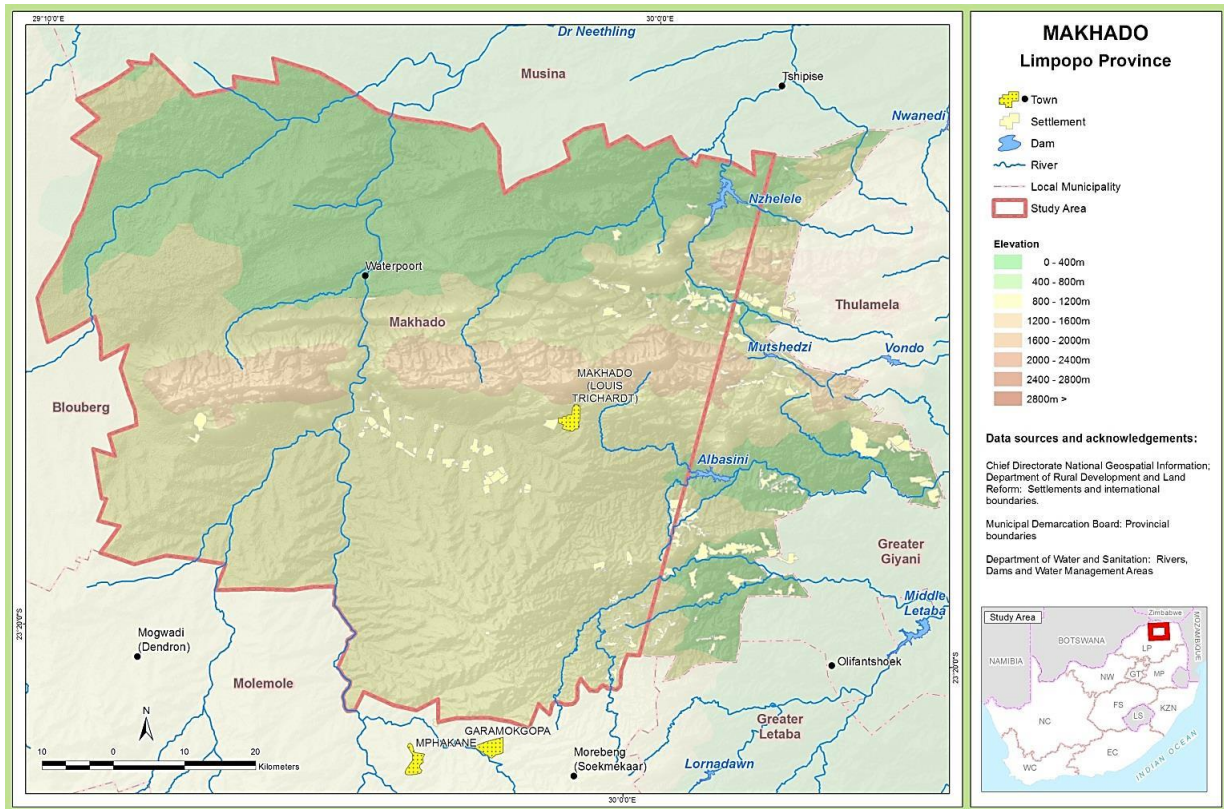 29°10'0"E
30°0'0"E
Dr Neethling
Musina
Tshipise
Nwanedi
Nzhelele
Waterpoort
Thulamela
Makhado
Mutshedzi
Vondo
MAKHADO
(LOUIS
TRICHARDT)
Blouberg
Albasini
Greater
Giyani
Middle
Letaba
23°20'0"S
23°20'0"S
Mogwadi
(Dendron)
Olifantshoek
Molemole
Greater
Letaba
N
GARAMOKGOPA
MPHAKANE
Morebeng
(Soekmekaar)
Lornadawn
10 0 10 20
Kilometers
30°0'0"E
MAKHADO
Limpopo Province
Town
Settlement
Dam
River
Local Municipality
Study Area
Elevation
0 - 400m
400 - 800m
800 - 1200m
1200 - 1600m
1600 - 2000m
2000 - 2400m
2400 - 2800m
2800m >
Data sources and acknowledgements:
Chief Directorate National Geospatial Information;
Department of Rural Development and Land
Reform: Settlements and international
boundaries.
Municipal Demarcation Board: Provincial
boundaries
Department of Water and Sanitation: Rivers,
Dams and Water Management Areas
Study Area
Zimbabwe
MOZAMBIQUE
BOTSWANA
LP
NAMIBIA
NW
GT
MP
FS
KZN
LS
NC
EC
WC
INDIAN OCEAN